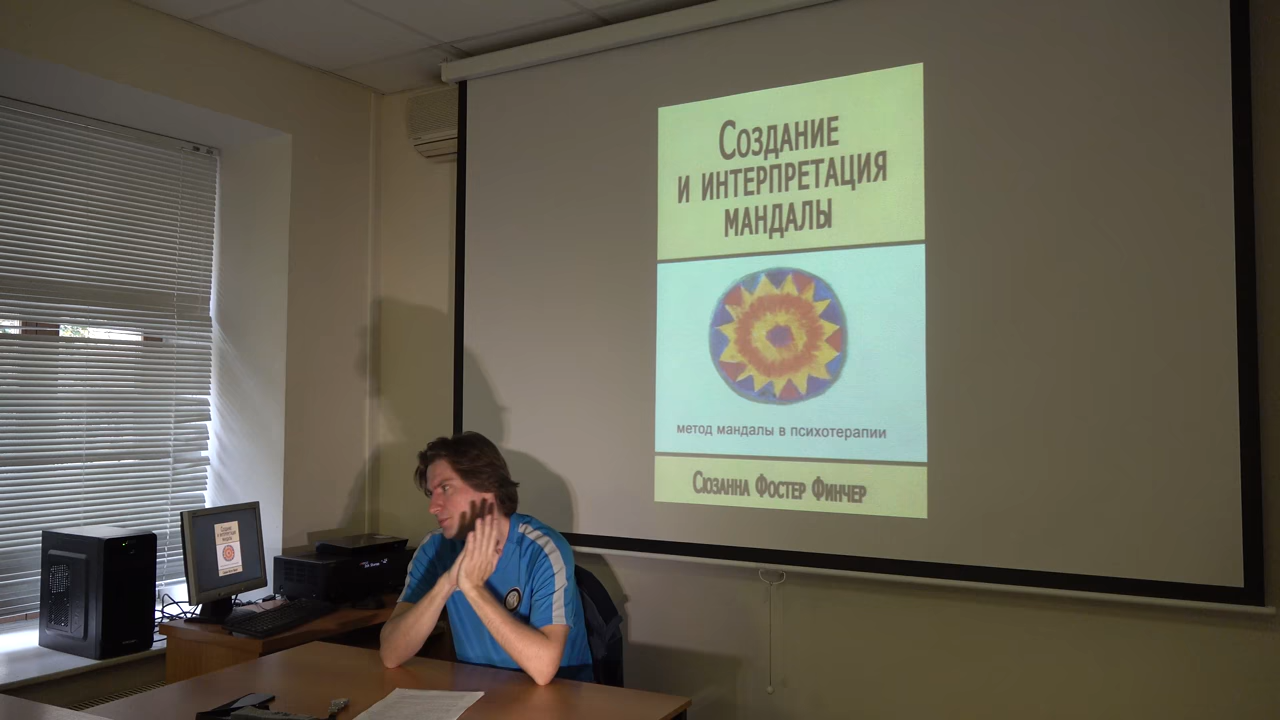 Создание
и интерпретация
мандалы
метод мандалы в психотерапии
Сюзанна Фостер Финчер